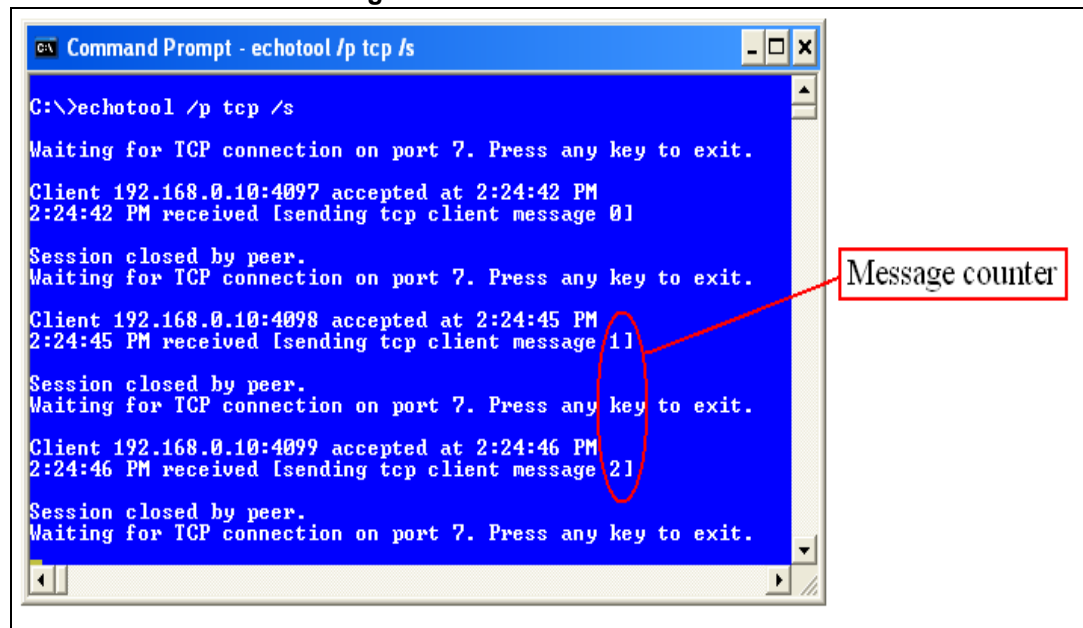 Command Prompt - echotool /p tcp /s
C:\>echotool /p tcp /s
Waiting for TCP connection on port 7. Press any key to exit.
Client 192.168.0.10:4097 accepted at 2:24:42 PM
2:24:42 PM received [sending tcp client message 0]
Session closed by peer.
Waiting for TCP connection on port 7. Press any key to exit.
Client 192.168.0.10:4098 accepted at 2:24:45 PM
2:24:45 PM received [sending tcp client message 1]
Session closed by peer.
Waiting for TCP connection on port 7. Press any key to exit.
Client 192.168.0.10:4099 accepted at 2:24:46 PM
2:24:46 PM received [sending tcp client message 2]
Session closed by peer.
Waiting for TCP connection on port 7. Press any key to exit.
Message counter